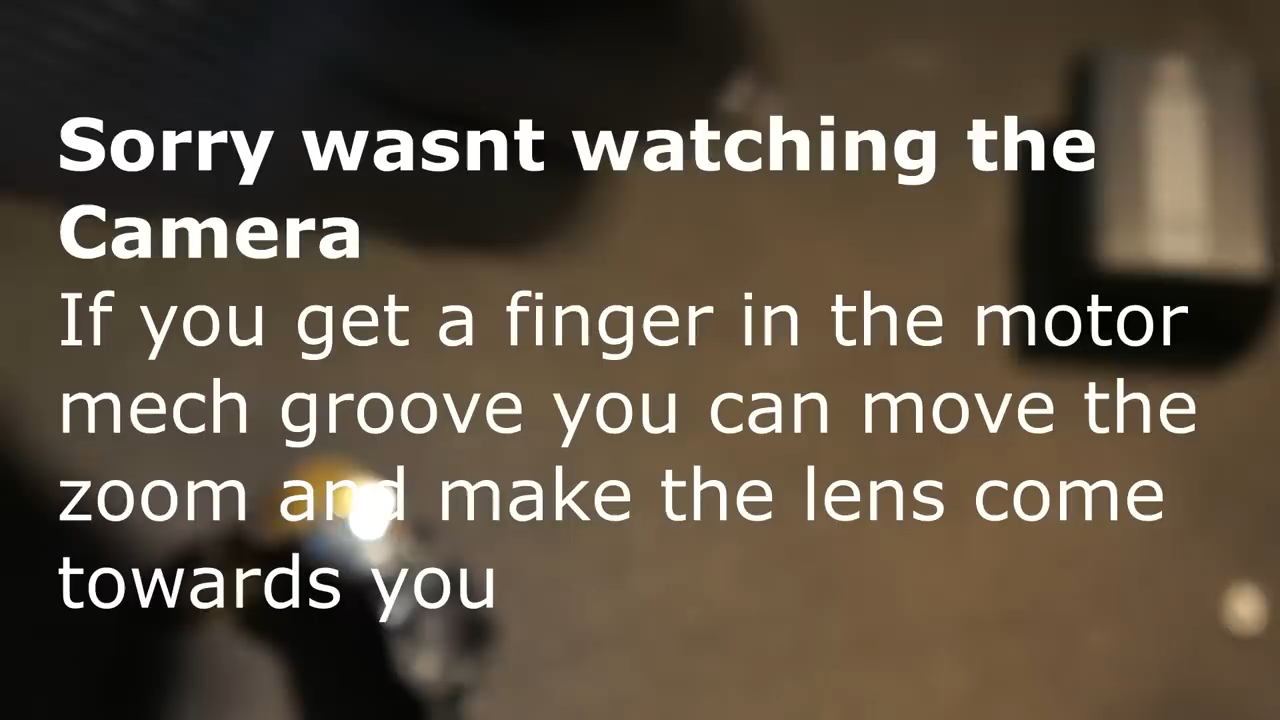 Sorry wasnt watching the
Camera
If you get a finger in the motor
mech groove you can move the
zoom and make the lens come
towards you